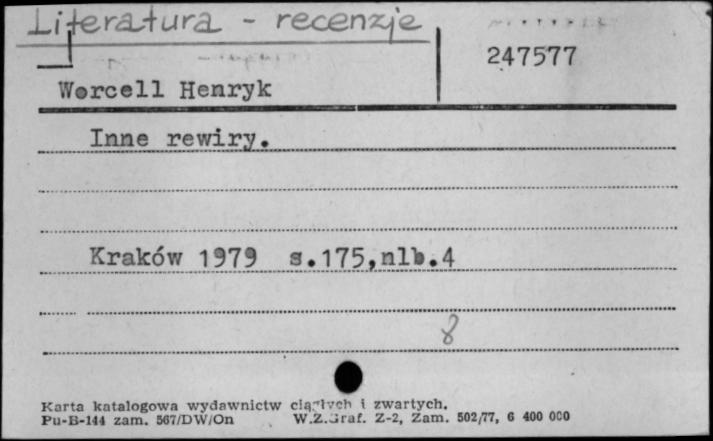 Literatura - recenzje
247577
Worcell Henryk
Inne rewiry.
Kraków 1979 s.175,nlb.4
8
Karta katalogowa wydawnictw ciągłych i zwartych.
Pu-B-144 zam. 567/DW/On W.Z.Graf. Z-2, Zam. 502/77, 6 400 000